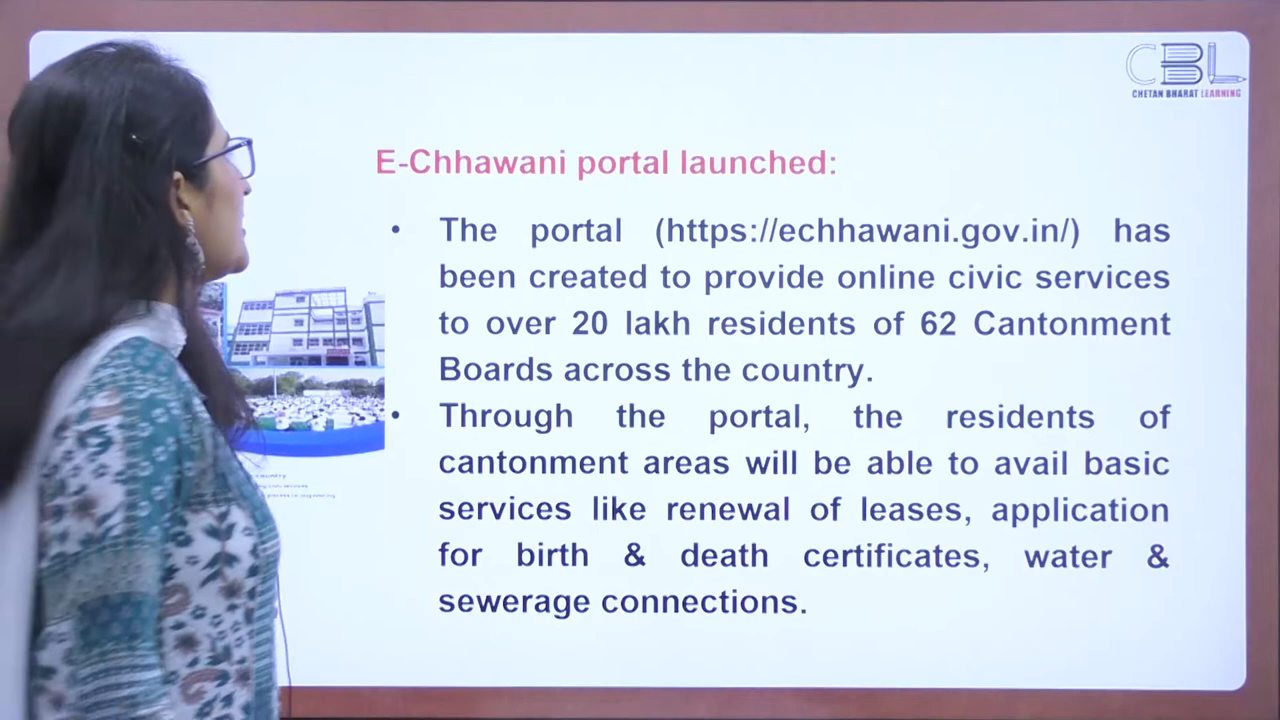 CBL
CHETAN BHARAT LEARNING
E-Chhawani portal launched:
• The portal (https://echhawani.gov.in/) has
been created to provide online civic services
to over 20 lakh residents of 62 Cantonment
Boards across the country.
• Through the portal, the residents of
cantonment areas will be able to avail basic
services like renewal of leases, application
for birth & death certificates, water &
sewerage connections.